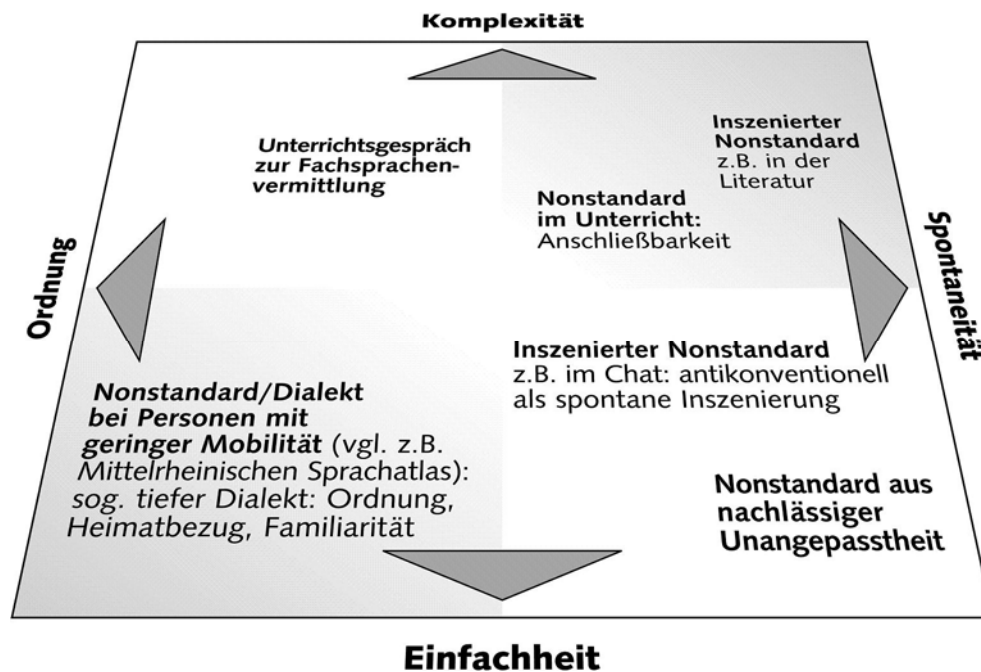 Komplexität
Inszenierter
Nonstandard
z.B. in der
Literatur
Unterrichtsgespräch
zur Fachsprachen-
vermittlung
Nonstandard
im Unterricht:
Anschließbarkeit
Ordnung
Spontaneität
Inszenierter Nonstandard
z.B. im Chat: antikonventionell
als spontane Inszenierung
Nonstandard/Dialekt
bei Personen mit
geringer Mobilität (vgl. z.B.
Mittelrheinischen Sprachatlas):
sog. tiefer Dialekt: Ordnung,
Heimatbezug, Familiarität
Nonstandard aus
nachlässiger
Unangepasstheit
Einfachheit